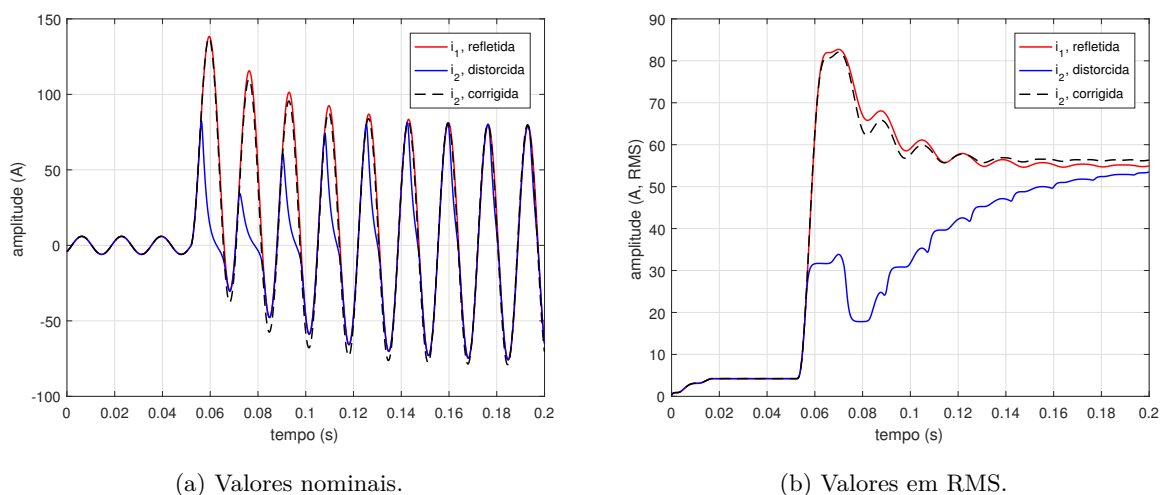 150
100
50
0
-50
-100
amplitude (A)
0 0.02 0.04 0.06 0.08 0.1 0.12 0.14 0.16 0.18 0.2
tempo (s)
i1, refletida
i2, distorcida
i2, corrigida
(a) Valores nominais.
90
80
70
60
50
40
30
20
10
0
amplitude (A, RMS)
0 0.02 0.04 0.06 0.08 0.1 0.12 0.14 0.16 0.18 0.2
tempo (s)
i1, refletida
i2, distorcida
i2, corrigida
(b) Valores em RMS.